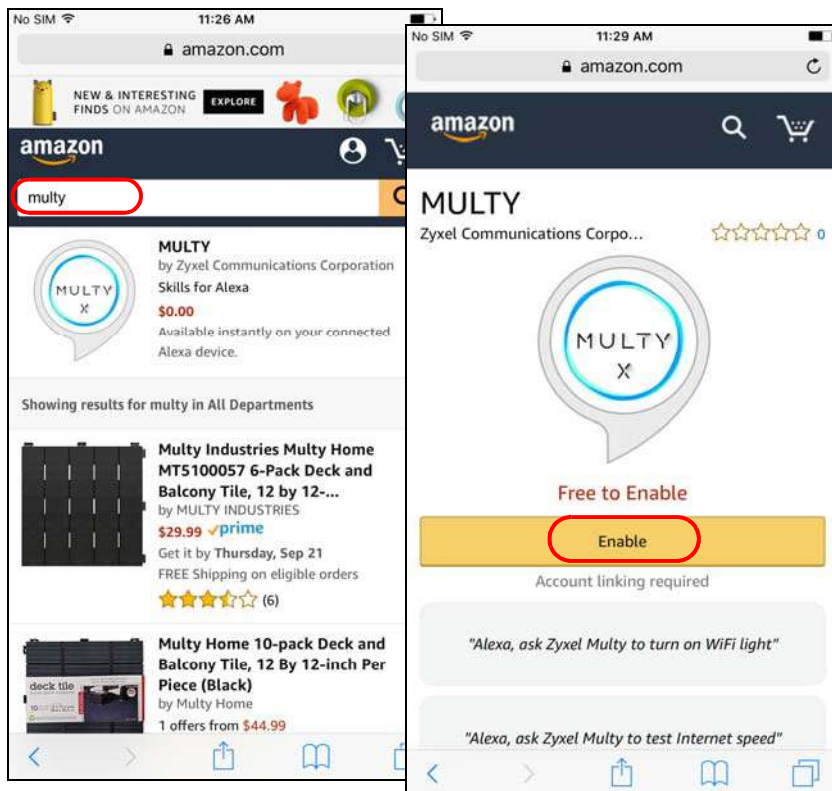 No SIM 11:26 AM
amazon.com
NEW & INTERESTING
FINDS ON AMAZON
EXPLORE
amazon
multy
MULTY
X
MULTY
by Zyxel Communications Corporation
Skills for Alexa
$0.00
Available instantly on your connected
Alexa device.
Showing results for multy in All Departments
Multy Industries Multy Home
MT5100057 6-Pack Deck and
Balcony Tile, 12 by 12-...
by MULTY INDUSTRIES
$29.99 prime
Get it by Thursday, Sep 21
FREE Shipping on eligible orders
(6)
deck tile
10
Multy Home 10-pack Deck and
Balcony Tile, 12 By 12-inch Per
Piece (Black)
by Multy Home
1 offers from $44.99
No SIM 11:29 AM
amazon.com
amazon
MULTY
Zyxel Communications Corpo... 0
MULTY
X
Free to Enable
Enable
Account linking required
"Alexa, ask Zyxel Multy to turn on WiFi light"
"Alexa, ask Zyxel Multy to test Internet speed"